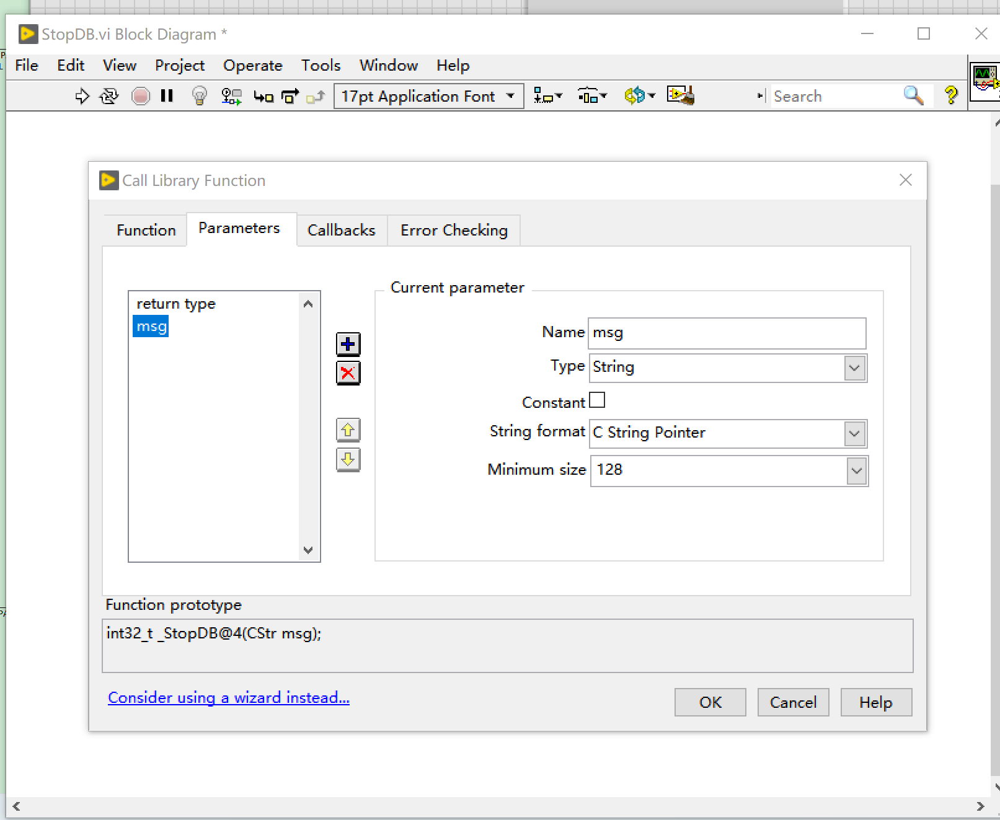 StopDB.vi Block Diagram *
File Edit View Project Operate Tools Window Help
17pt Application Font
Search
?
Call Library Function
Function Parameters Callbacks Error Checking
return type
msg
Current parameter
Name msg
Type String
Constant
String format C String Pointer
Minimum size 128
Function prototype
int32_t _StopDB@4(CStr msg);
Consider using a wizard instead...
OK Cancel Help